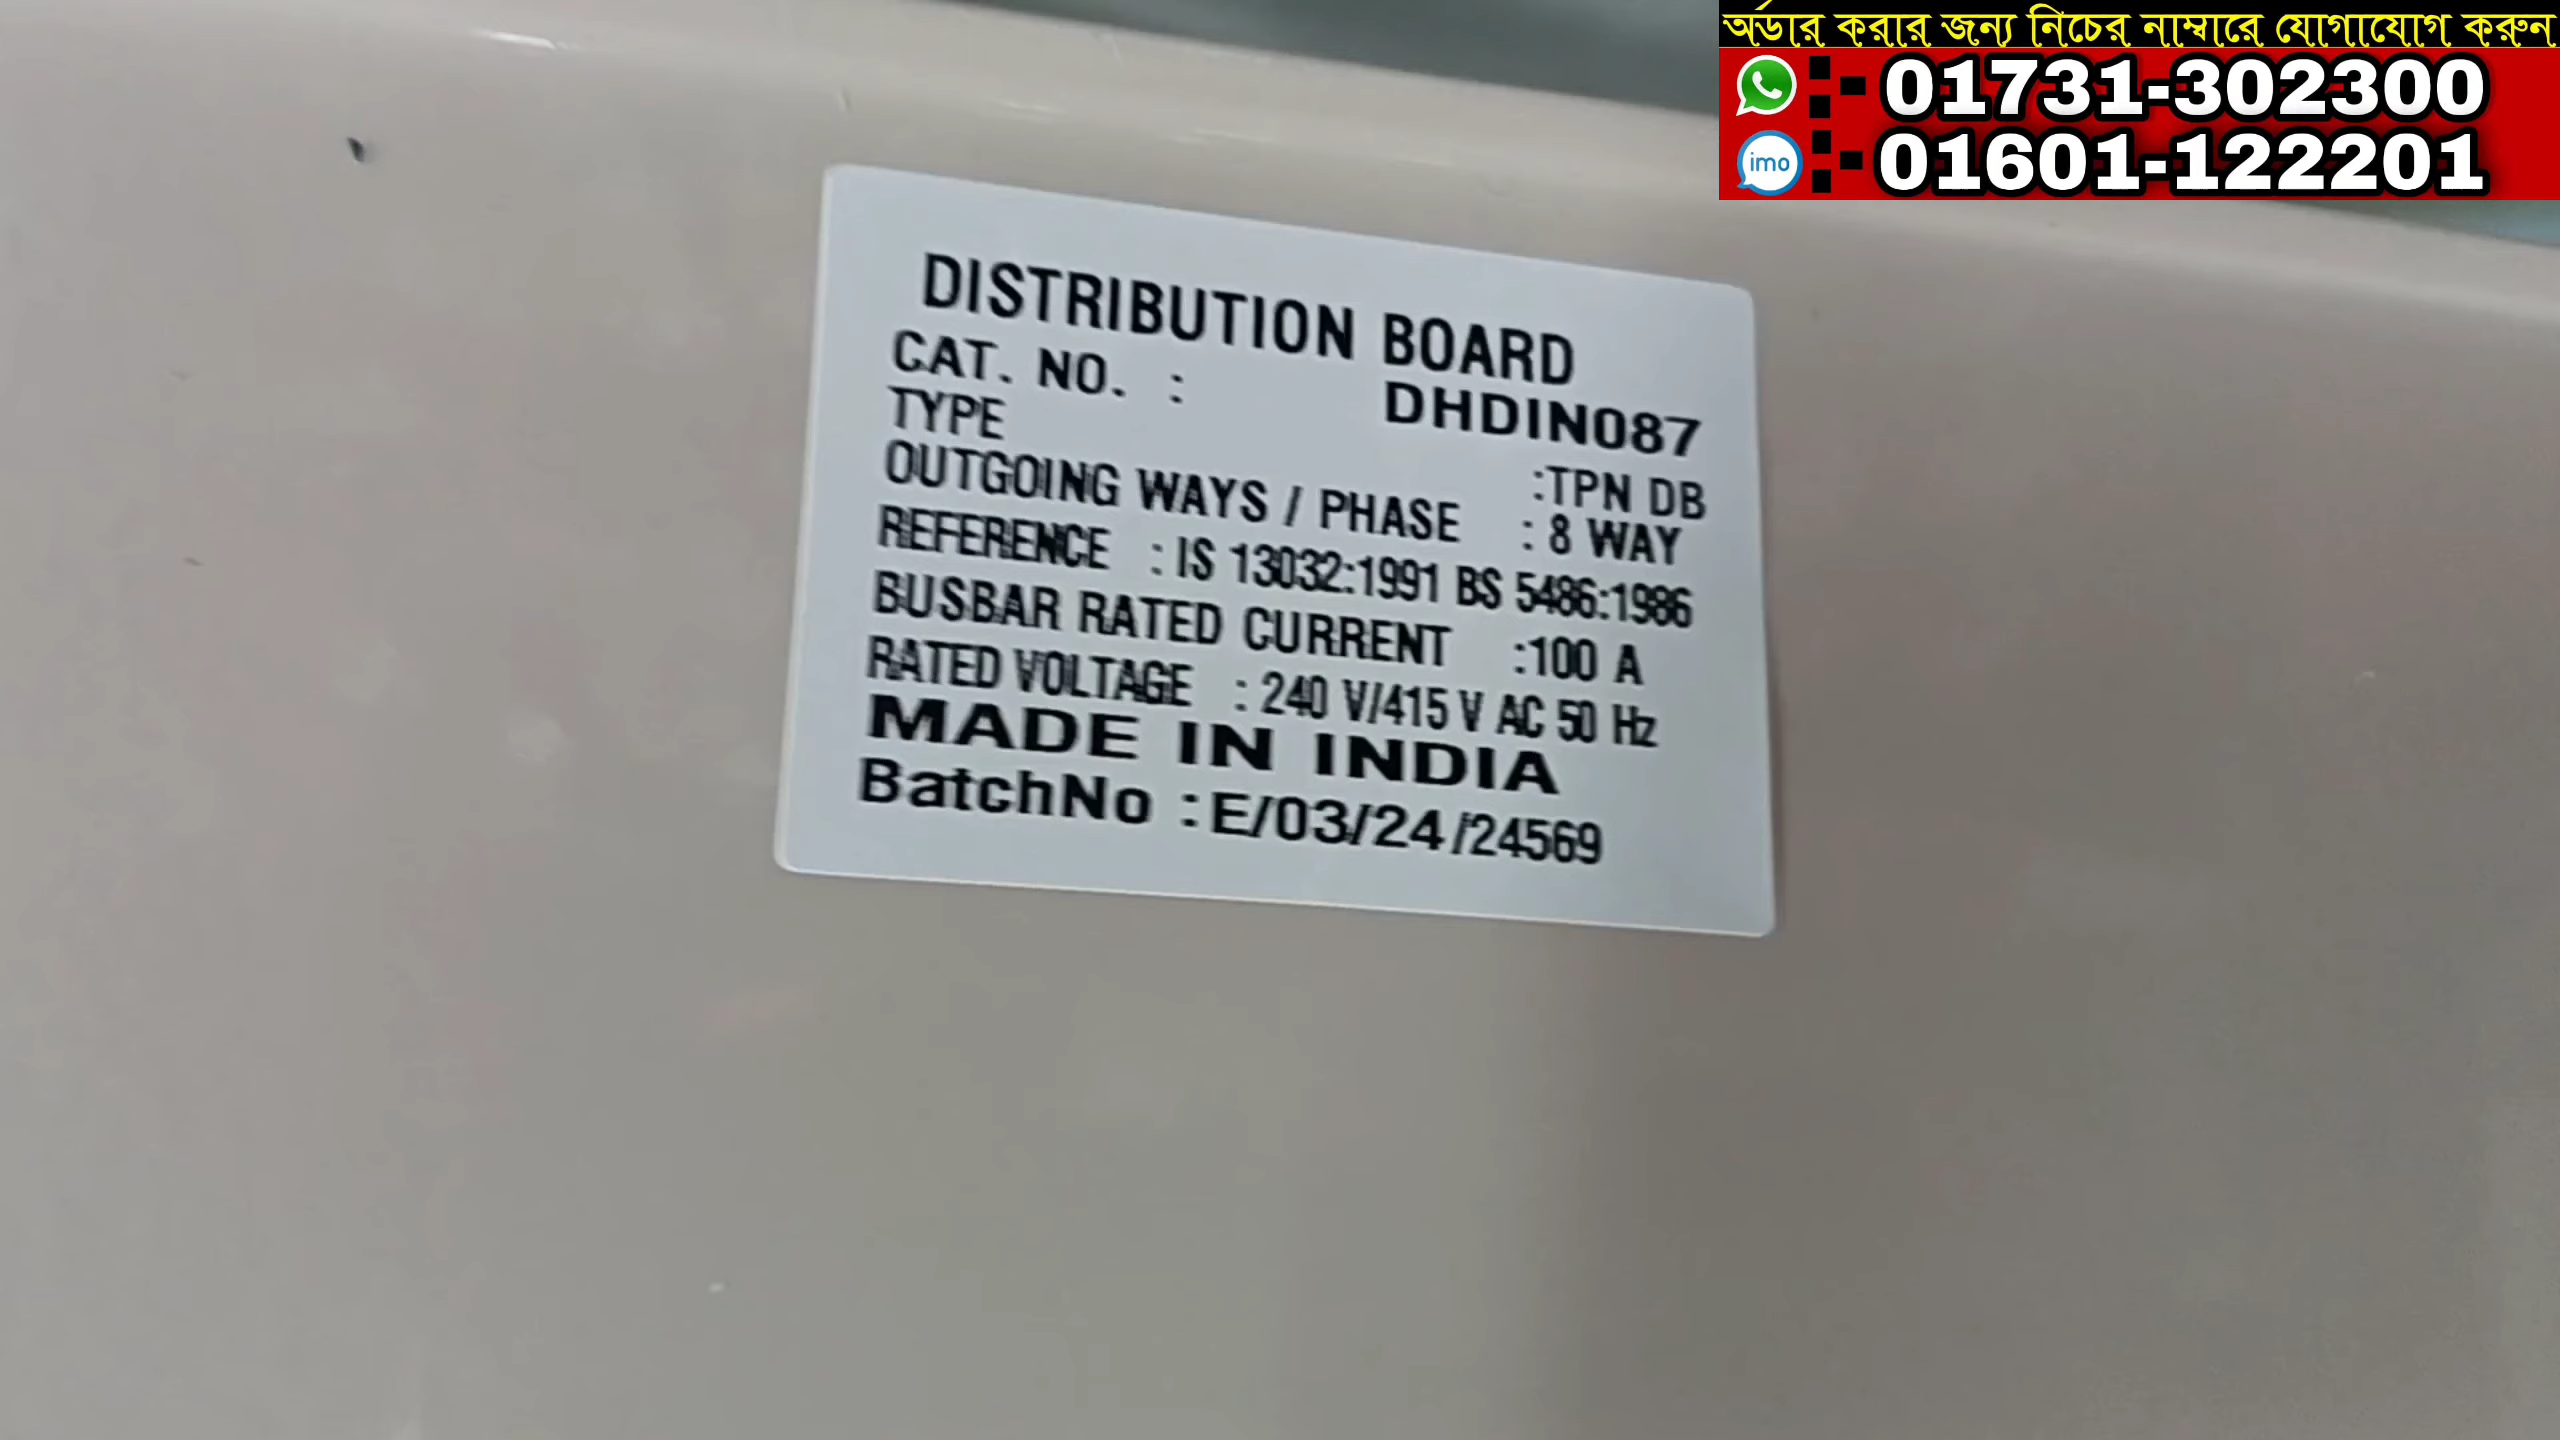 অর্ডার করার জন্য নিচের নাম্বারে যোগাযোগ করুন
:- 01731-302300
imo :- 01601-122201
DISTRIBUTION BOARD
CAT. NO. : DHDIN087
TYPE :TPN DB
OUTGOING WAYS / PHASE : 8 WAY
REFERENCE : IS 13032:1991 BS 5486:1986
BUSBAR RATED CURRENT :100 A
RATED VOLTAGE : 240 V/415 V AC 50 Hz
MADE IN INDIA
BatchNo :E/03/24/24569